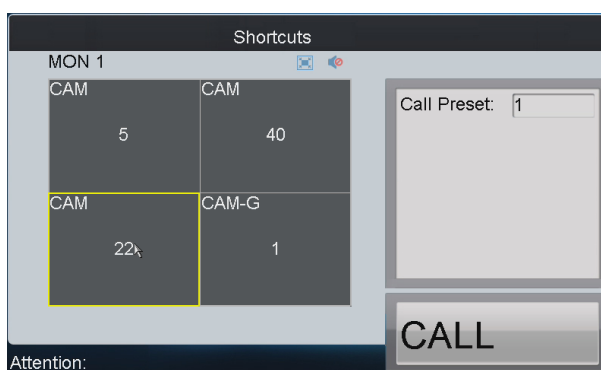 Shortcuts
MON 1
CAM
CAM
5
40
CAM
CAM-G
22
1
Call Preset: 1
CALL
Attention: